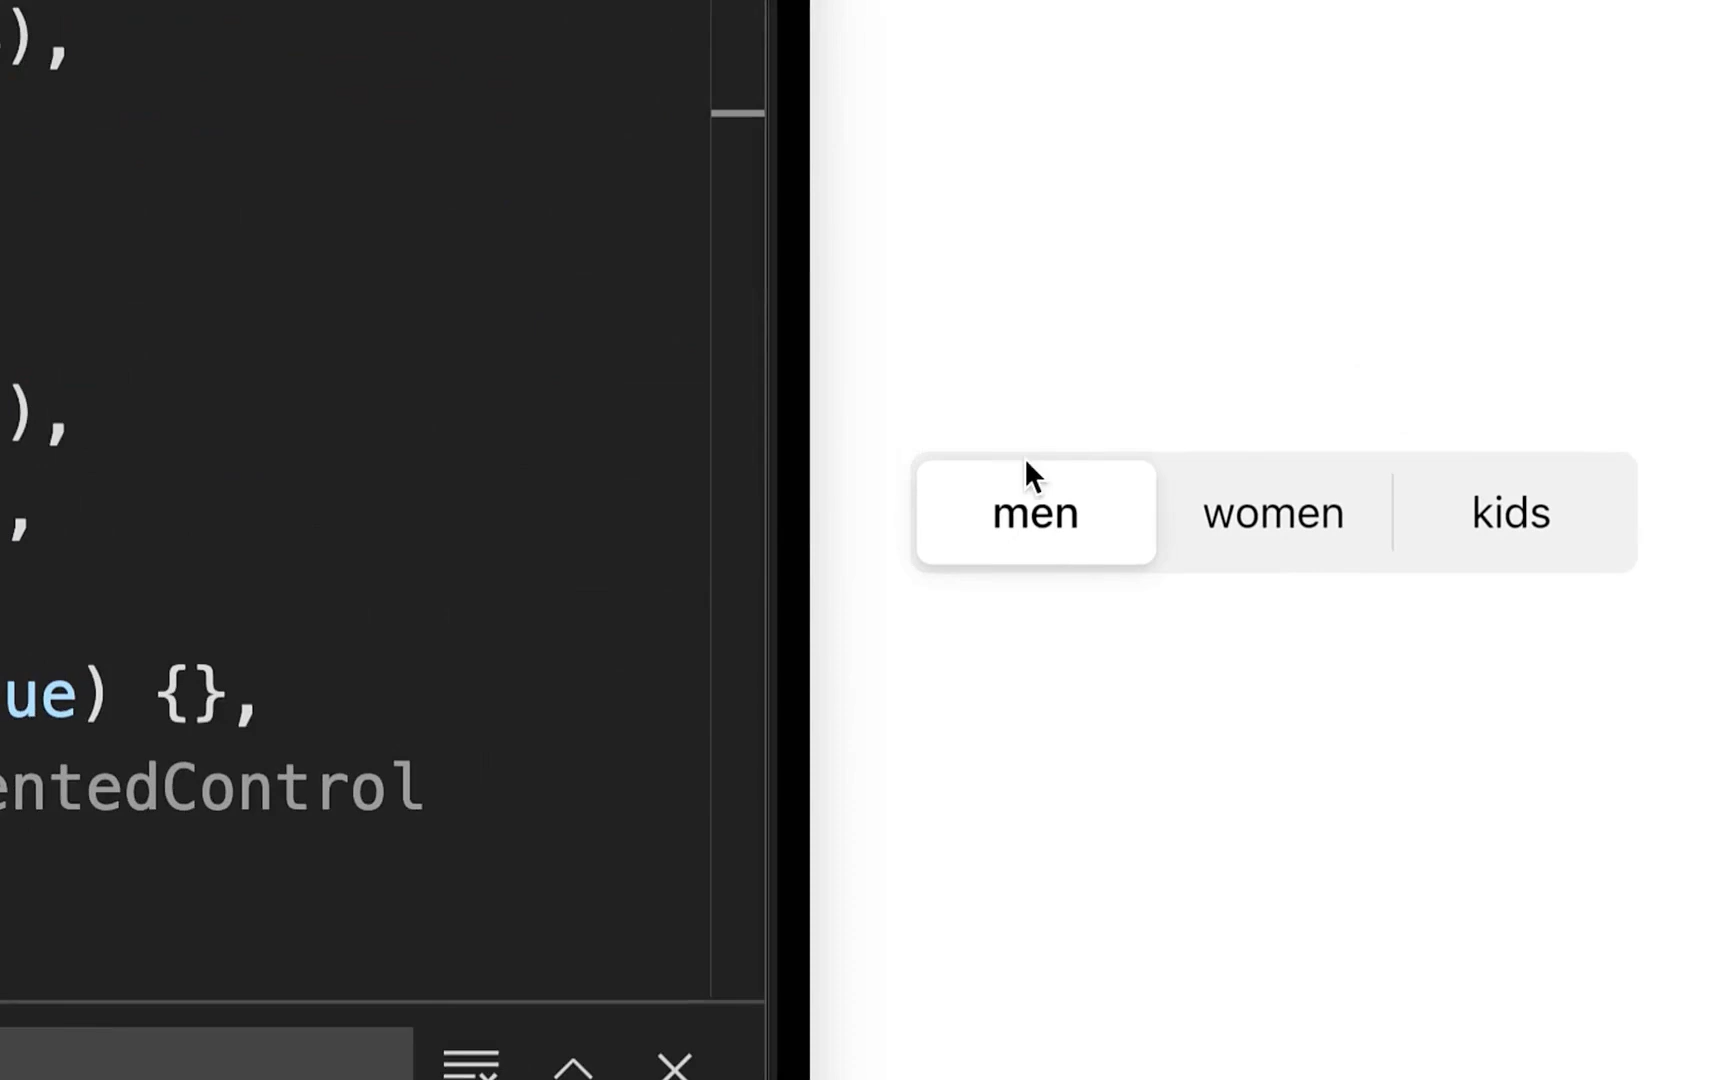 ),
),
,
ue) {},
entedControl
men women kids